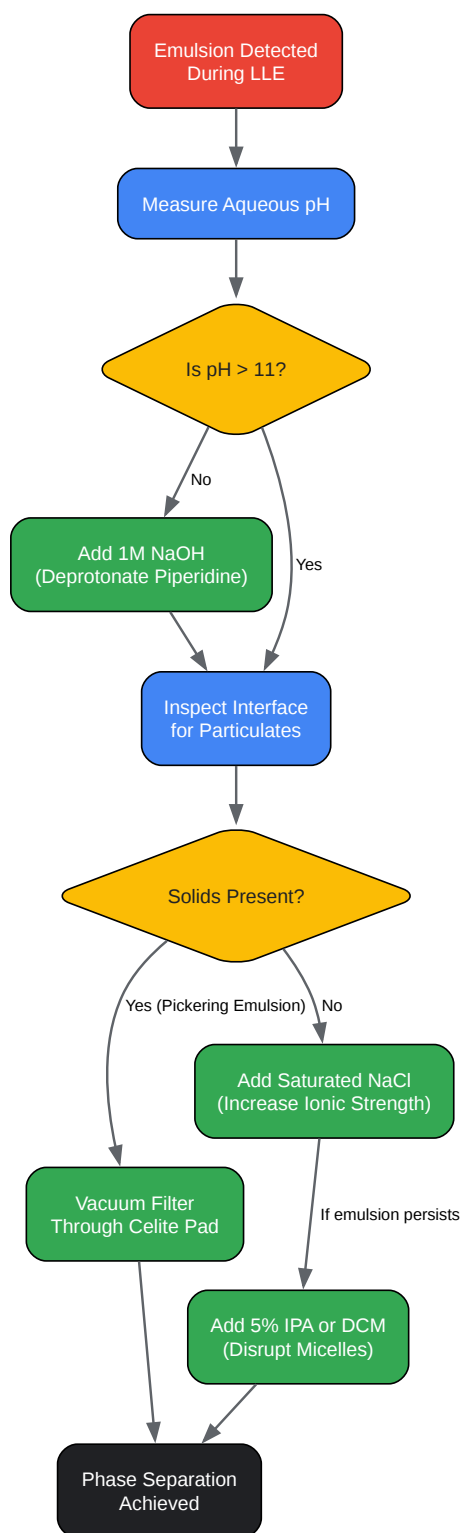 Emulsion Detected
During LLE
Measure Aqueous pH
Is pH > 11?
No
Add 1M NaOH
(Deprotonate Piperidine)
Yes
Inspect Interface
for Particulates
Solids Present?
Yes (Pickering Emulsion)
No
Add Saturated NaCl
(Increase Ionic Strength)
Vacuum Filter
Through Celite Pad
If emulsion persists
Add 5% IPA or DCM
(Disrupt Micelles)
Phase Separation
Achieved